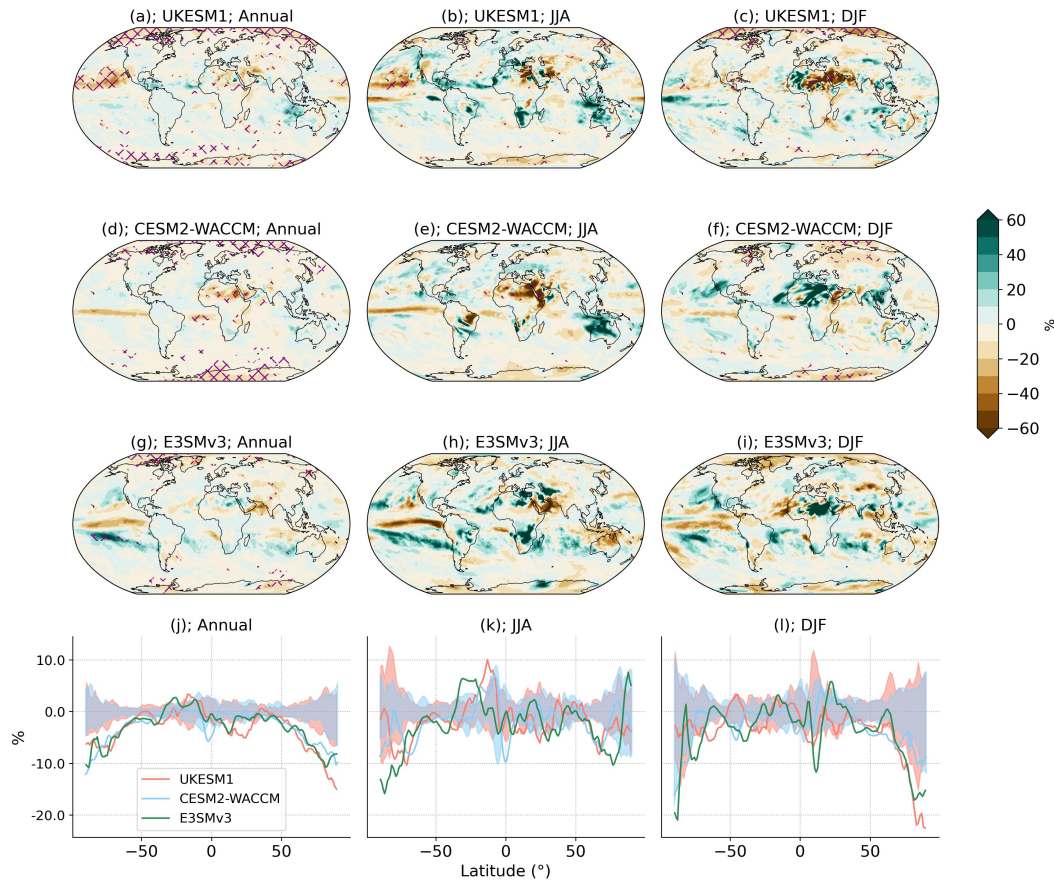 (a); UKESM1; Annual
(b); UKESM1; JJA
(c); UKESM1; DJF
(d); CESM2-WACCM; Annual
(e); CESM2-WACCM; JJA
(f); CESM2-WACCM; DJF
60
40
20
0
−20
−40
−60
%
(g); E3SMv3; Annual
(h); E3SMv3; JJA
(i); E3SMv3; DJF
(j); Annual
(k); JJA
(l); DJF
10.0
0.0
−10.0
−20.0
%
UKESM1
CESM2-WACCM
E3SMv3
−50 0 50
−50 0 50
−50 0 50
Latitude (°)